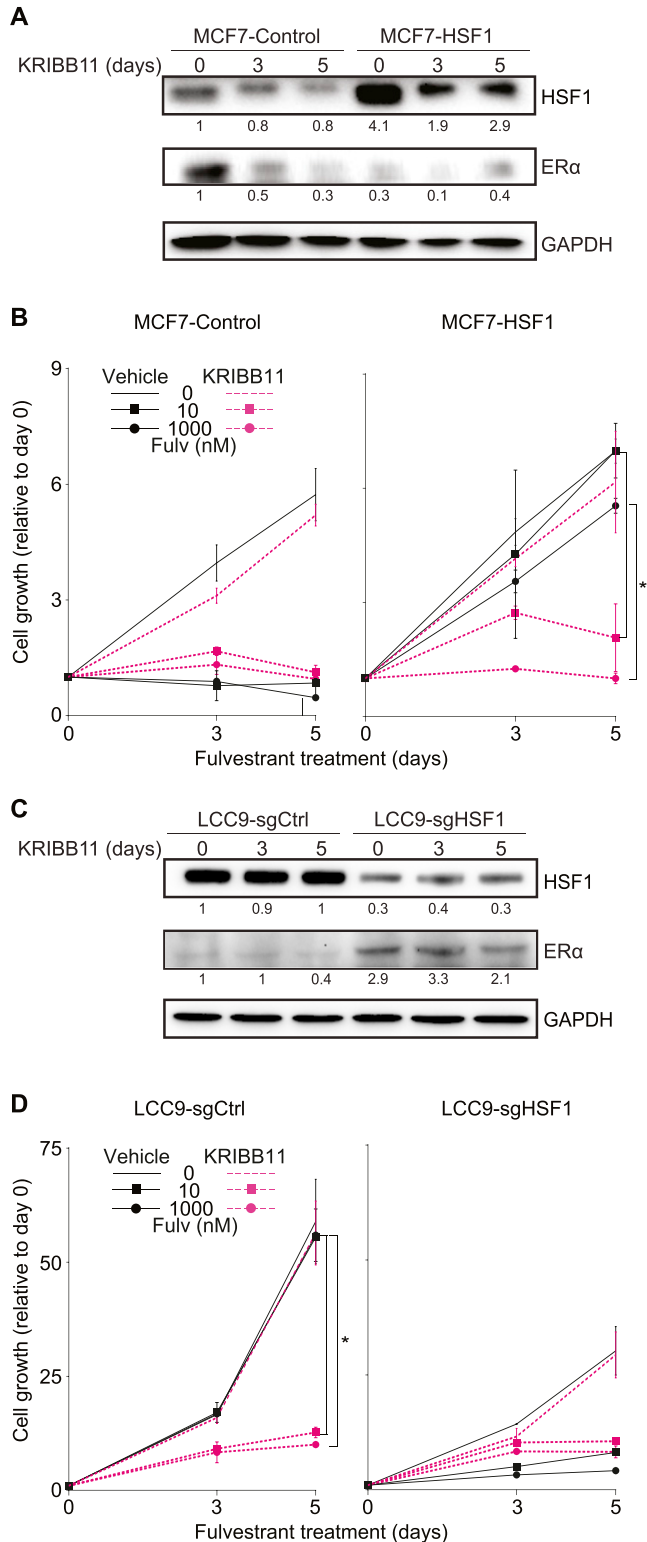 A
MCF7-Control MCF7-HSF1
KRIBB11 (days) 0 3 5 0 3 5
HSF1
1 0.8 0.8 4.1 1.9 2.9
ERα
1 0.5 0.3 0.3 0.1 0.4
GAPDH
B
MCF7-Control MCF7-HSF1
9
Vehicle KRIBB11
0
10
1000
Fulv (nM)
6
3
0
Cell growth (relative to day 0)
*
0 3 5 0 3 5
Fulvestrant treatment (days)
C
LCC9-sgCtrl LCC9-sgHSF1
KRIBB11 (days) 0 3 5 0 3 5
HSF1
1 0.9 1 0.3 0.4 0.3
ERα
1 1 0.4 2.9 3.3 2.1
GAPDH
D
LCC9-sgCtrl LCC9-sgHSF1
75
Vehicle KRIBB11
0
10
1000
Fulv (nM)
50
25
0
Cell growth (relative to day 0)
*
0 3 5 0 3 5
Fulvestrant treatment (days)